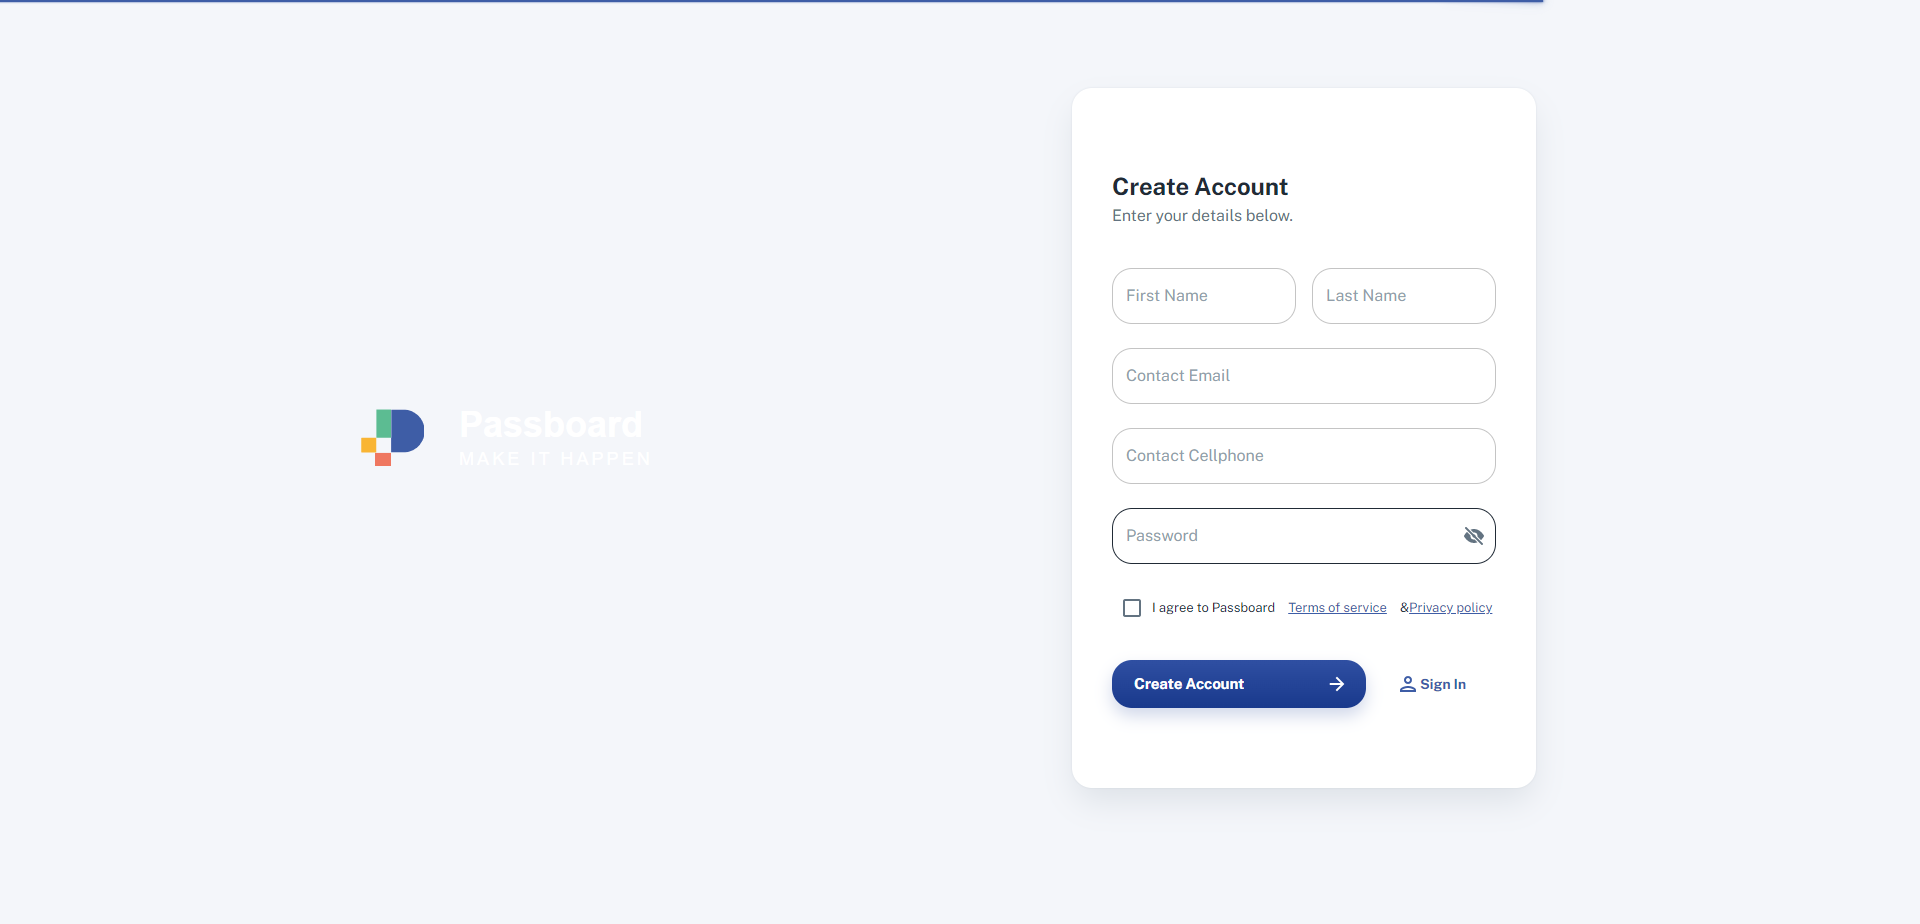 Passboard
MAKE IT HAPPEN
Create Account
Enter your details below.
First Name
Last Name
Contact Email
Contact Cellphone
Password
I agree to Passboard Terms of service &Privacy policy
Create Account
Sign In